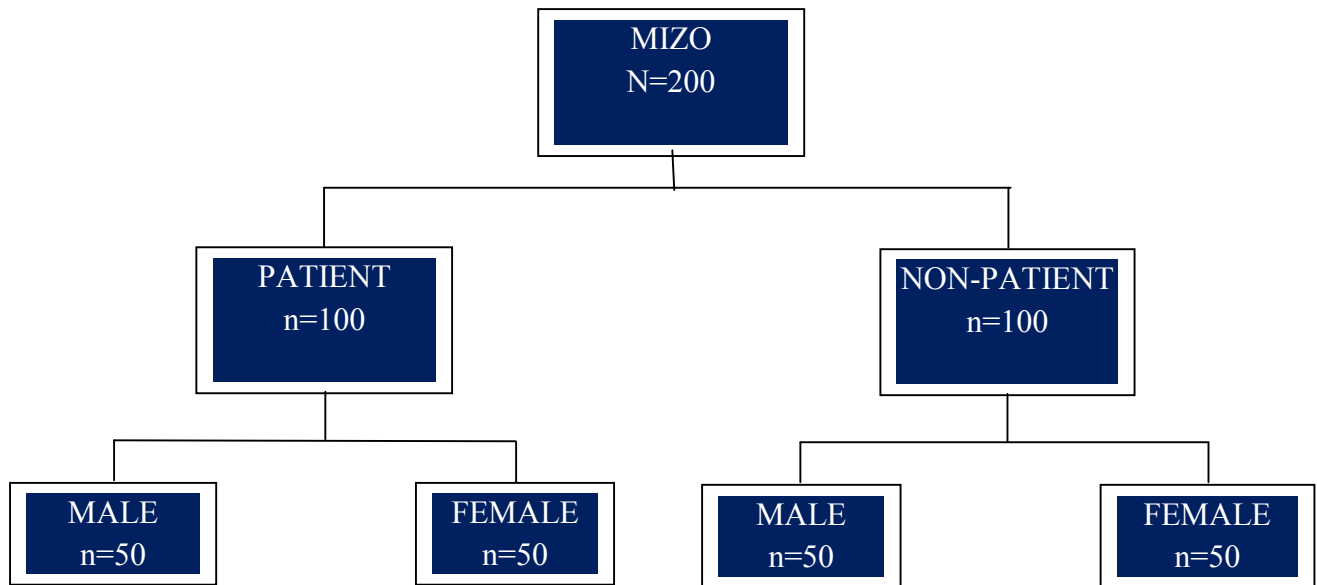 MIZO
N=200
PATIENT
n=100
NON-PATIENT
n=100
MALE
n=50
FEMALE
n=50
MALE
n=50
FEMALE
n=50